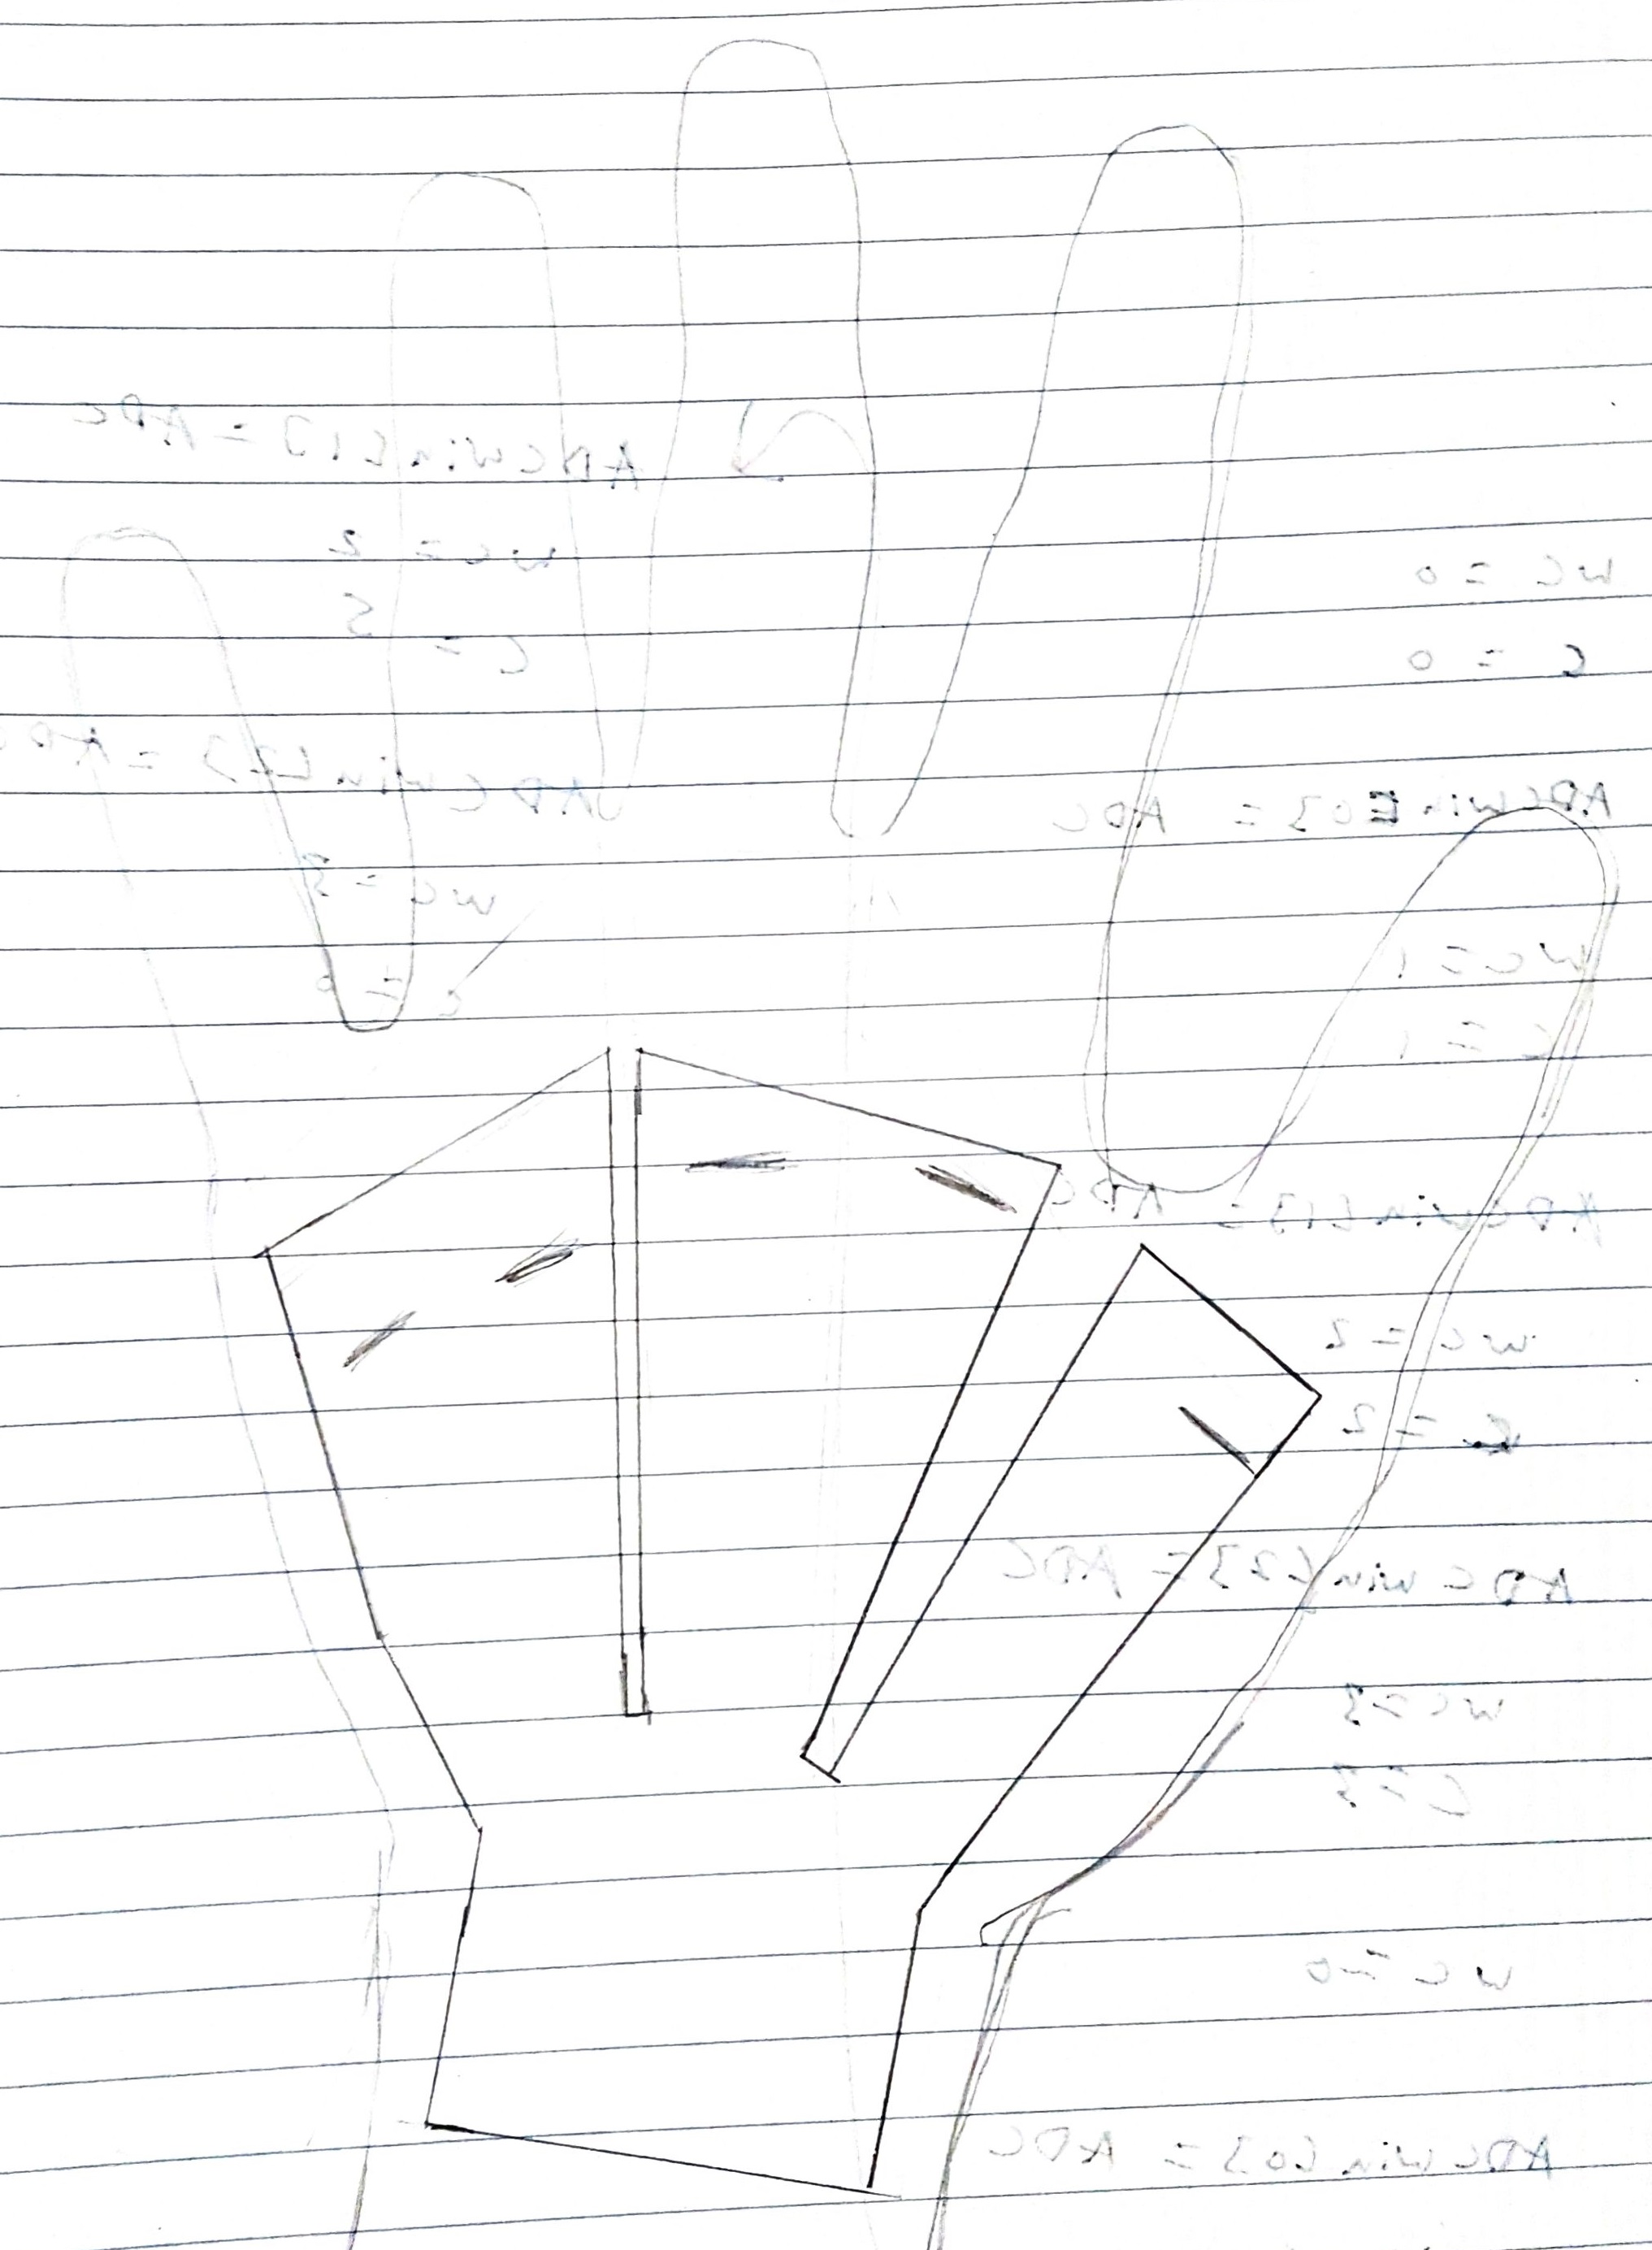 ADCWin[1] = ADC
WC = 2
C =
5
ADCWin[2] = ADC
WC = 3
C = 0
WC = 0
C = 0
ADCWin[0] = ADC
WC = 1
C = 1
ADCWin[1] = ADC
WC = 2
C = 2
ADCWin[2] = ADC
WC = 3
C = 3
WC = 0
ADCWin[0] = ADC